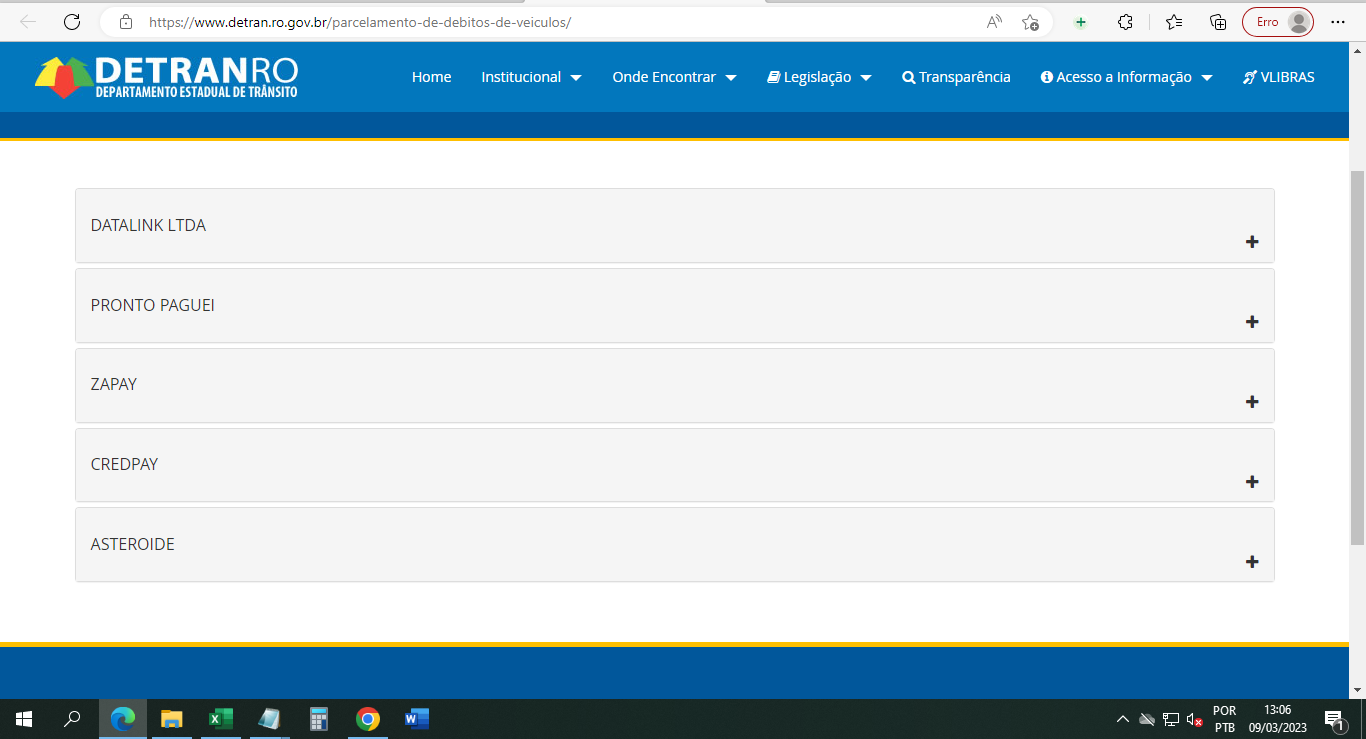 https://www.detran.ro.gov.br/parcelamento-de-debitos-de-veiculos/
Erro
DETRANRO
DEPARTAMENTO ESTADUAL DE TRÂNSITO
Home Institucional Onde Encontrar Legislação Transparência Acesso a Informação VLIBRAS
DATALINK LTDA
PRONTO PAGUEI
ZAPAY
CREDPAY
ASTEROIDE
POR
PTB
13:06
09/03/2023
1